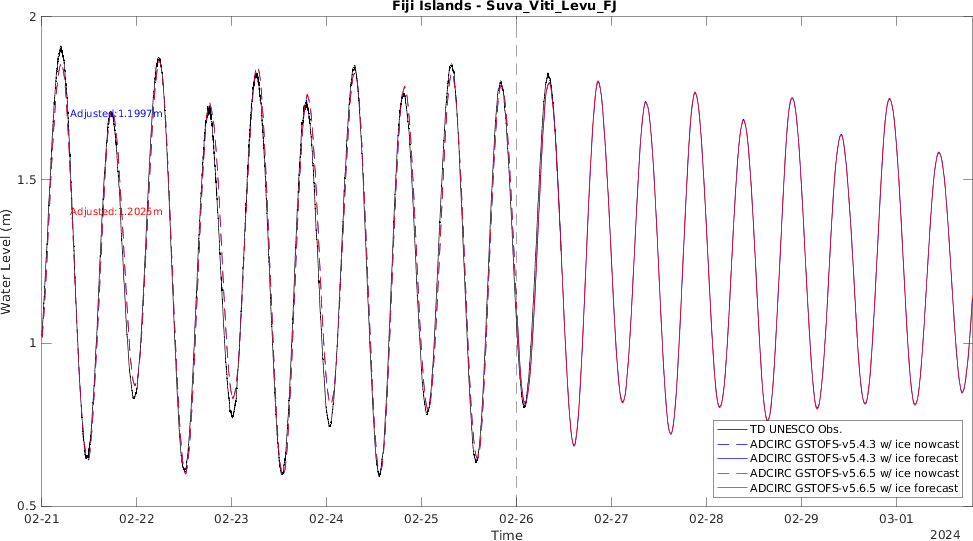 Fiji Islands - Suva_Viti_Levu_FJ
Water Level (m)
2
1.5
1
0.5
Adjusted:1.1997m
Adjusted:1.2025m
TD UNESCO Obs.
ADCIRC GSTOFS-v5.4.3 w/ ice nowcast
ADCIRC GSTOFS-v5.4.3 w/ ice forecast
ADCIRC GSTOFS-v5.6.5 w/ ice nowcast
ADCIRC GSTOFS-v5.6.5 w/ ice forecast
02-21 02-22 02-23 02-24 02-25 02-26 02-27 02-28 02-29 03-01
Time
2024